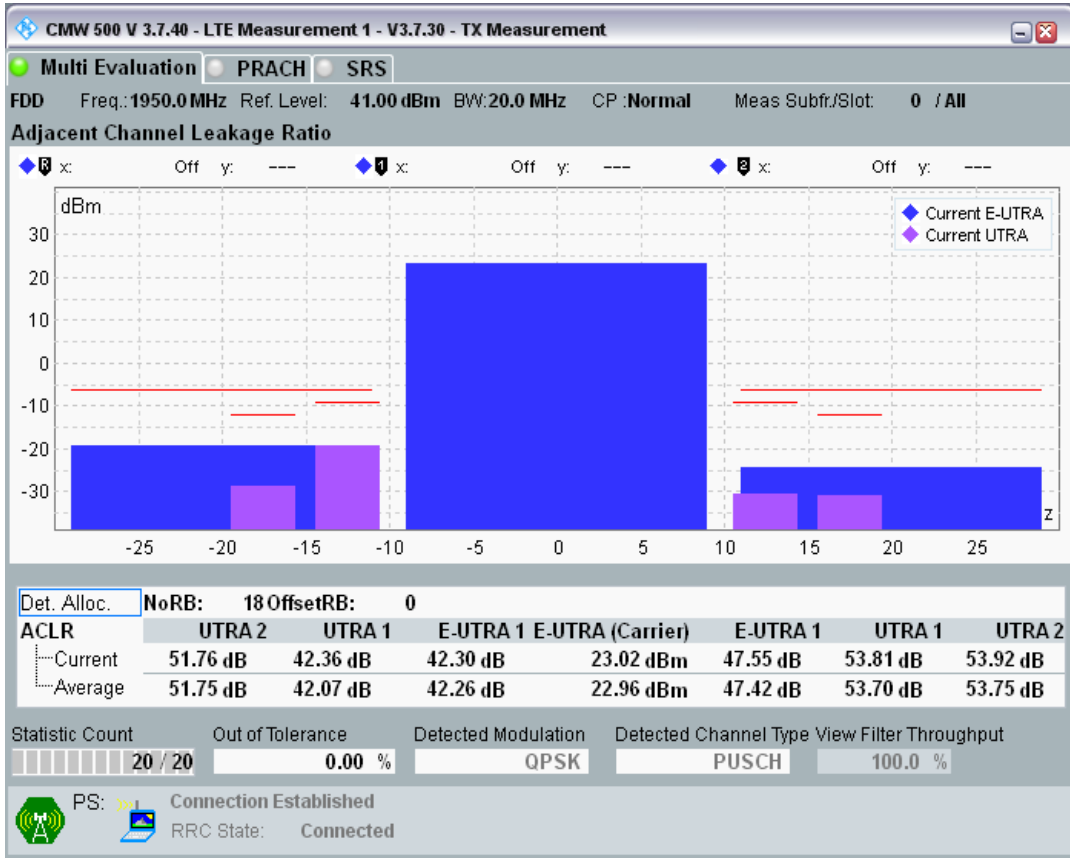 CMW 500 V 3.7.40 - LTE Measurement 1 - V3.7.30 - TX Measurement
Multi Evaluation PRACH SRS
FDD Freq.: 1950.0 MHz Ref. Level: 41.00 dBm BW: 20.0 MHz CP : Normal Meas Subfr./Slot: 0 / All
Adjacent Channel Leakage Ratio
R x: Off y: --- 1 x: Off y: --- 2 x: Off y: ---
dBm
Current E-UTRA
Current UTRA
30
20
10
0
-10
-20
-30
z
-25 -20 -15 -10 -5 0 5 10 15 20 25
Det. Alloc. NoRB: 18 OffsetRB: 0
ACLR UTRA 2 UTRA 1 E-UTRA 1 E-UTRA (Carrier) E-UTRA 1 UTRA 1 UTRA 2
Current 51.76 dB 42.36 dB 42.30 dB 23.02 dBm 47.55 dB 53.81 dB 53.92 dB
Average 51.75 dB 42.07 dB 42.26 dB 22.96 dBm 47.42 dB 53.70 dB 53.75 dB
Statistic Count Out of Tolerance Detected Modulation Detected Channel Type View Filter Throughput
20 / 20 0.00 % QPSK PUSCH 100.0 %
PS: Connection Established
RRC State: Connected